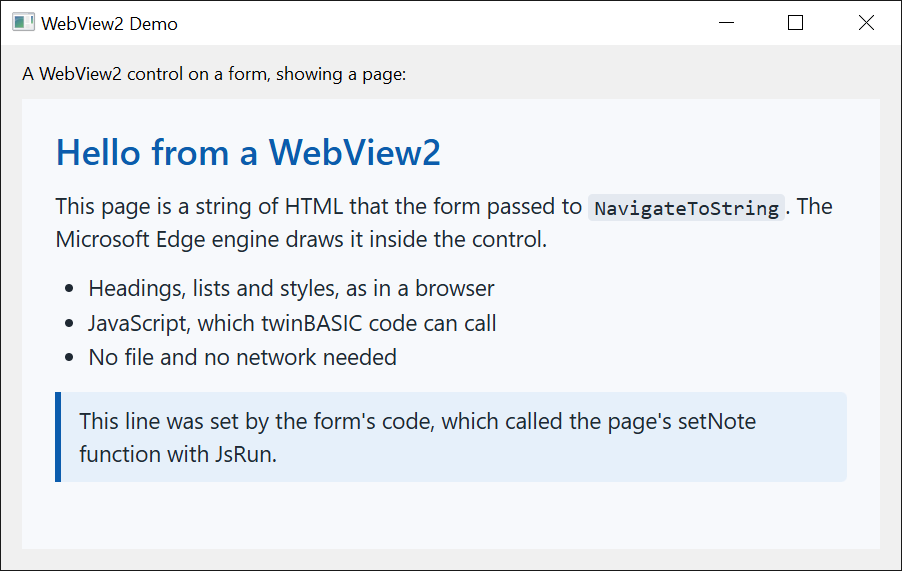 WebView2 Demo
A WebView2 control on a form, showing a page:
Hello from a WebView2
This page is a string of HTML that the form passed to NavigateToString. The
Microsoft Edge engine draws it inside the control.
• Headings, lists and styles, as in a browser
• JavaScript, which twinBASIC code can call
• No file and no network needed
This line was set by the form's code, which called the page's setNote
function with JsRun.